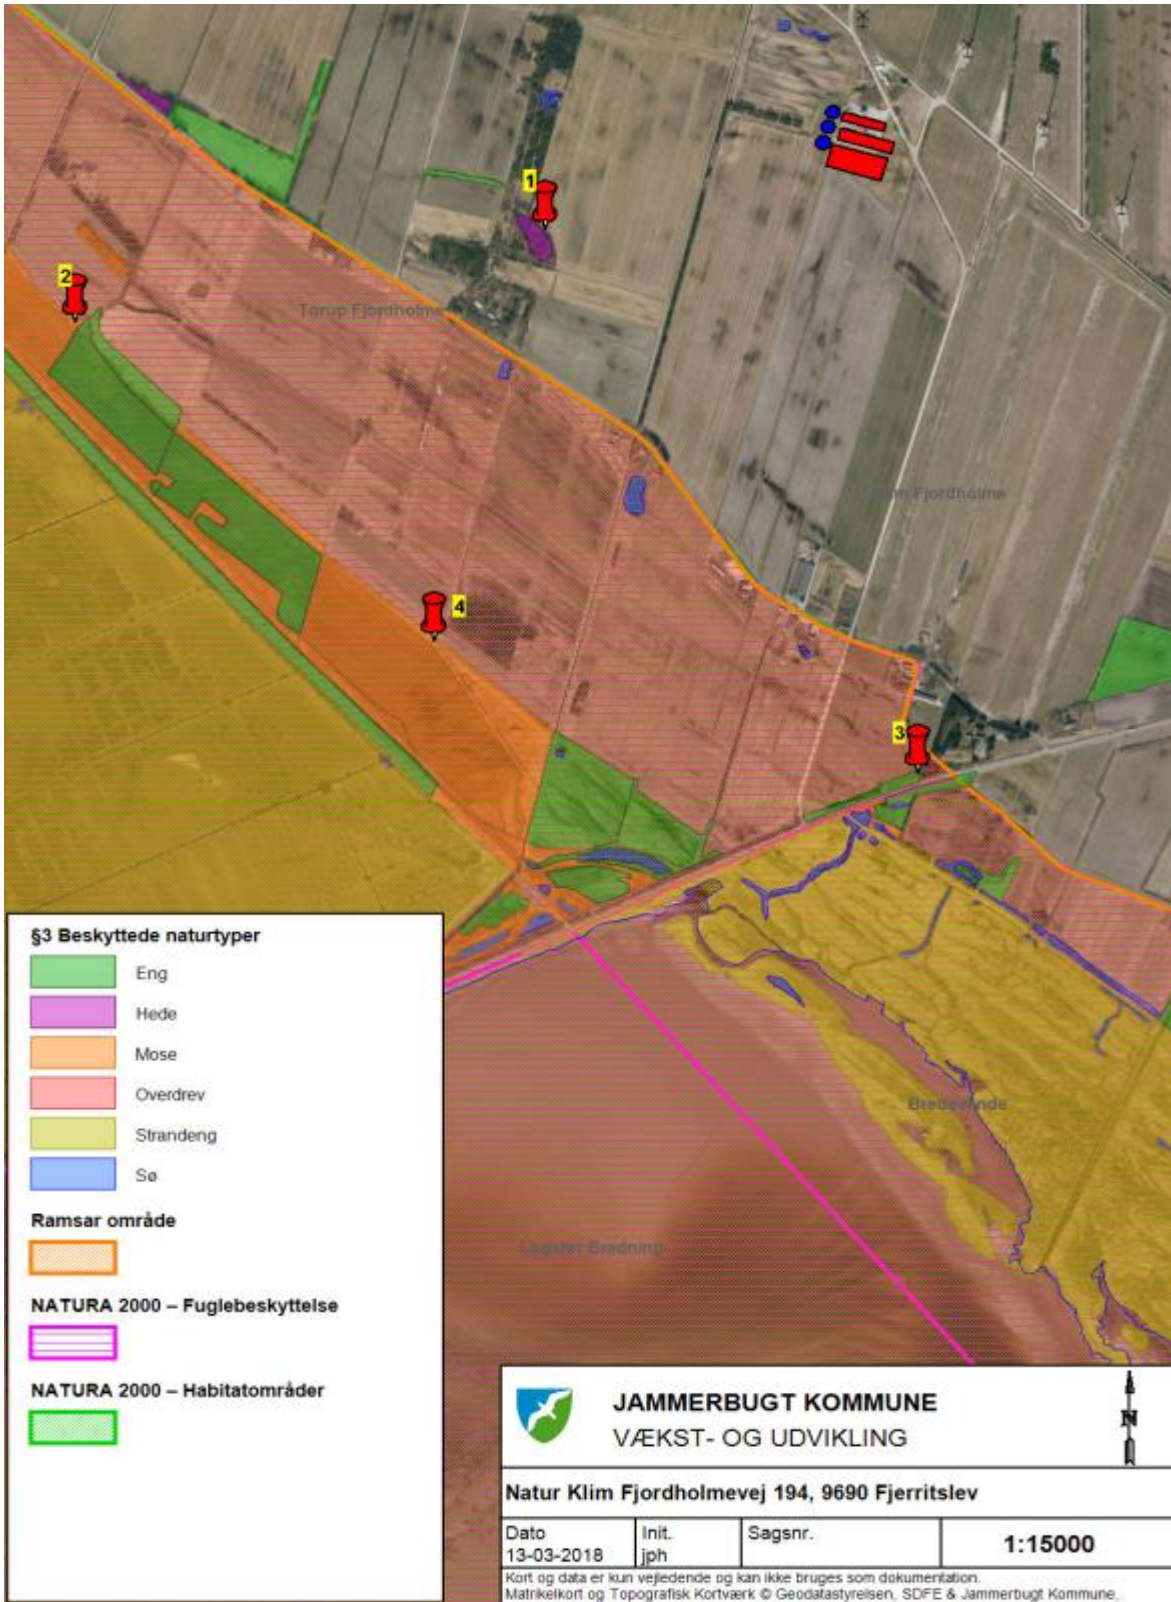 1
2
Torup Fjordholme
Klim Fjordholme
4
3
§3 Beskyttede naturtyper
Eng
Hede
Mose
Overdrev
Strandeng
Sø
Ramsar område
NATURA 2000 – Fuglebeskyttelse
NATURA 2000 – Habitatområder
Løgstør Bredning
N
JAMMERBUGT KOMMUNE
VÆKST- OG UDVIKLING
Natur Klim Fjordholmevej 194, 9690 Fjerritslev
Dato
13-03-2018
Init.
jph
Sagsnr.
1:15000
Kort og data er kun vejledende og kan ikke bruges som dokumentation.
Matrikelkort og Topografisk Kortværk © Geodatastyrelsen, SDFE & Jammerbugt Kommune,